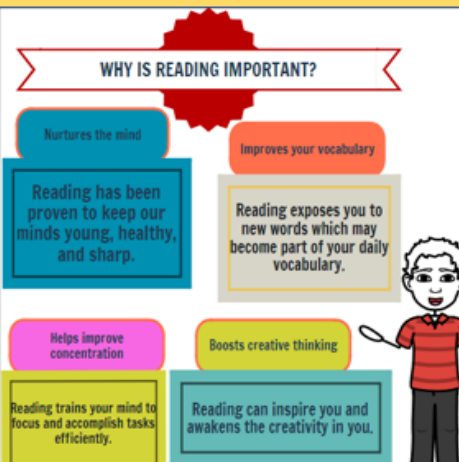 WHY IS READING IMPORTANT?
Nurtures the mind
Reading has been
proven to keep our
minds young, healthy,
and sharp.
Improves your vocabulary
Reading exposes you to
new words which may
become part of your daily
vocabulary.
Helps improve
concentration
Reading trains your mind to
focus and accomplish tasks
efficiently.
Boosts creative thinking
Reading can inspire you and
awakens the creativity in you.